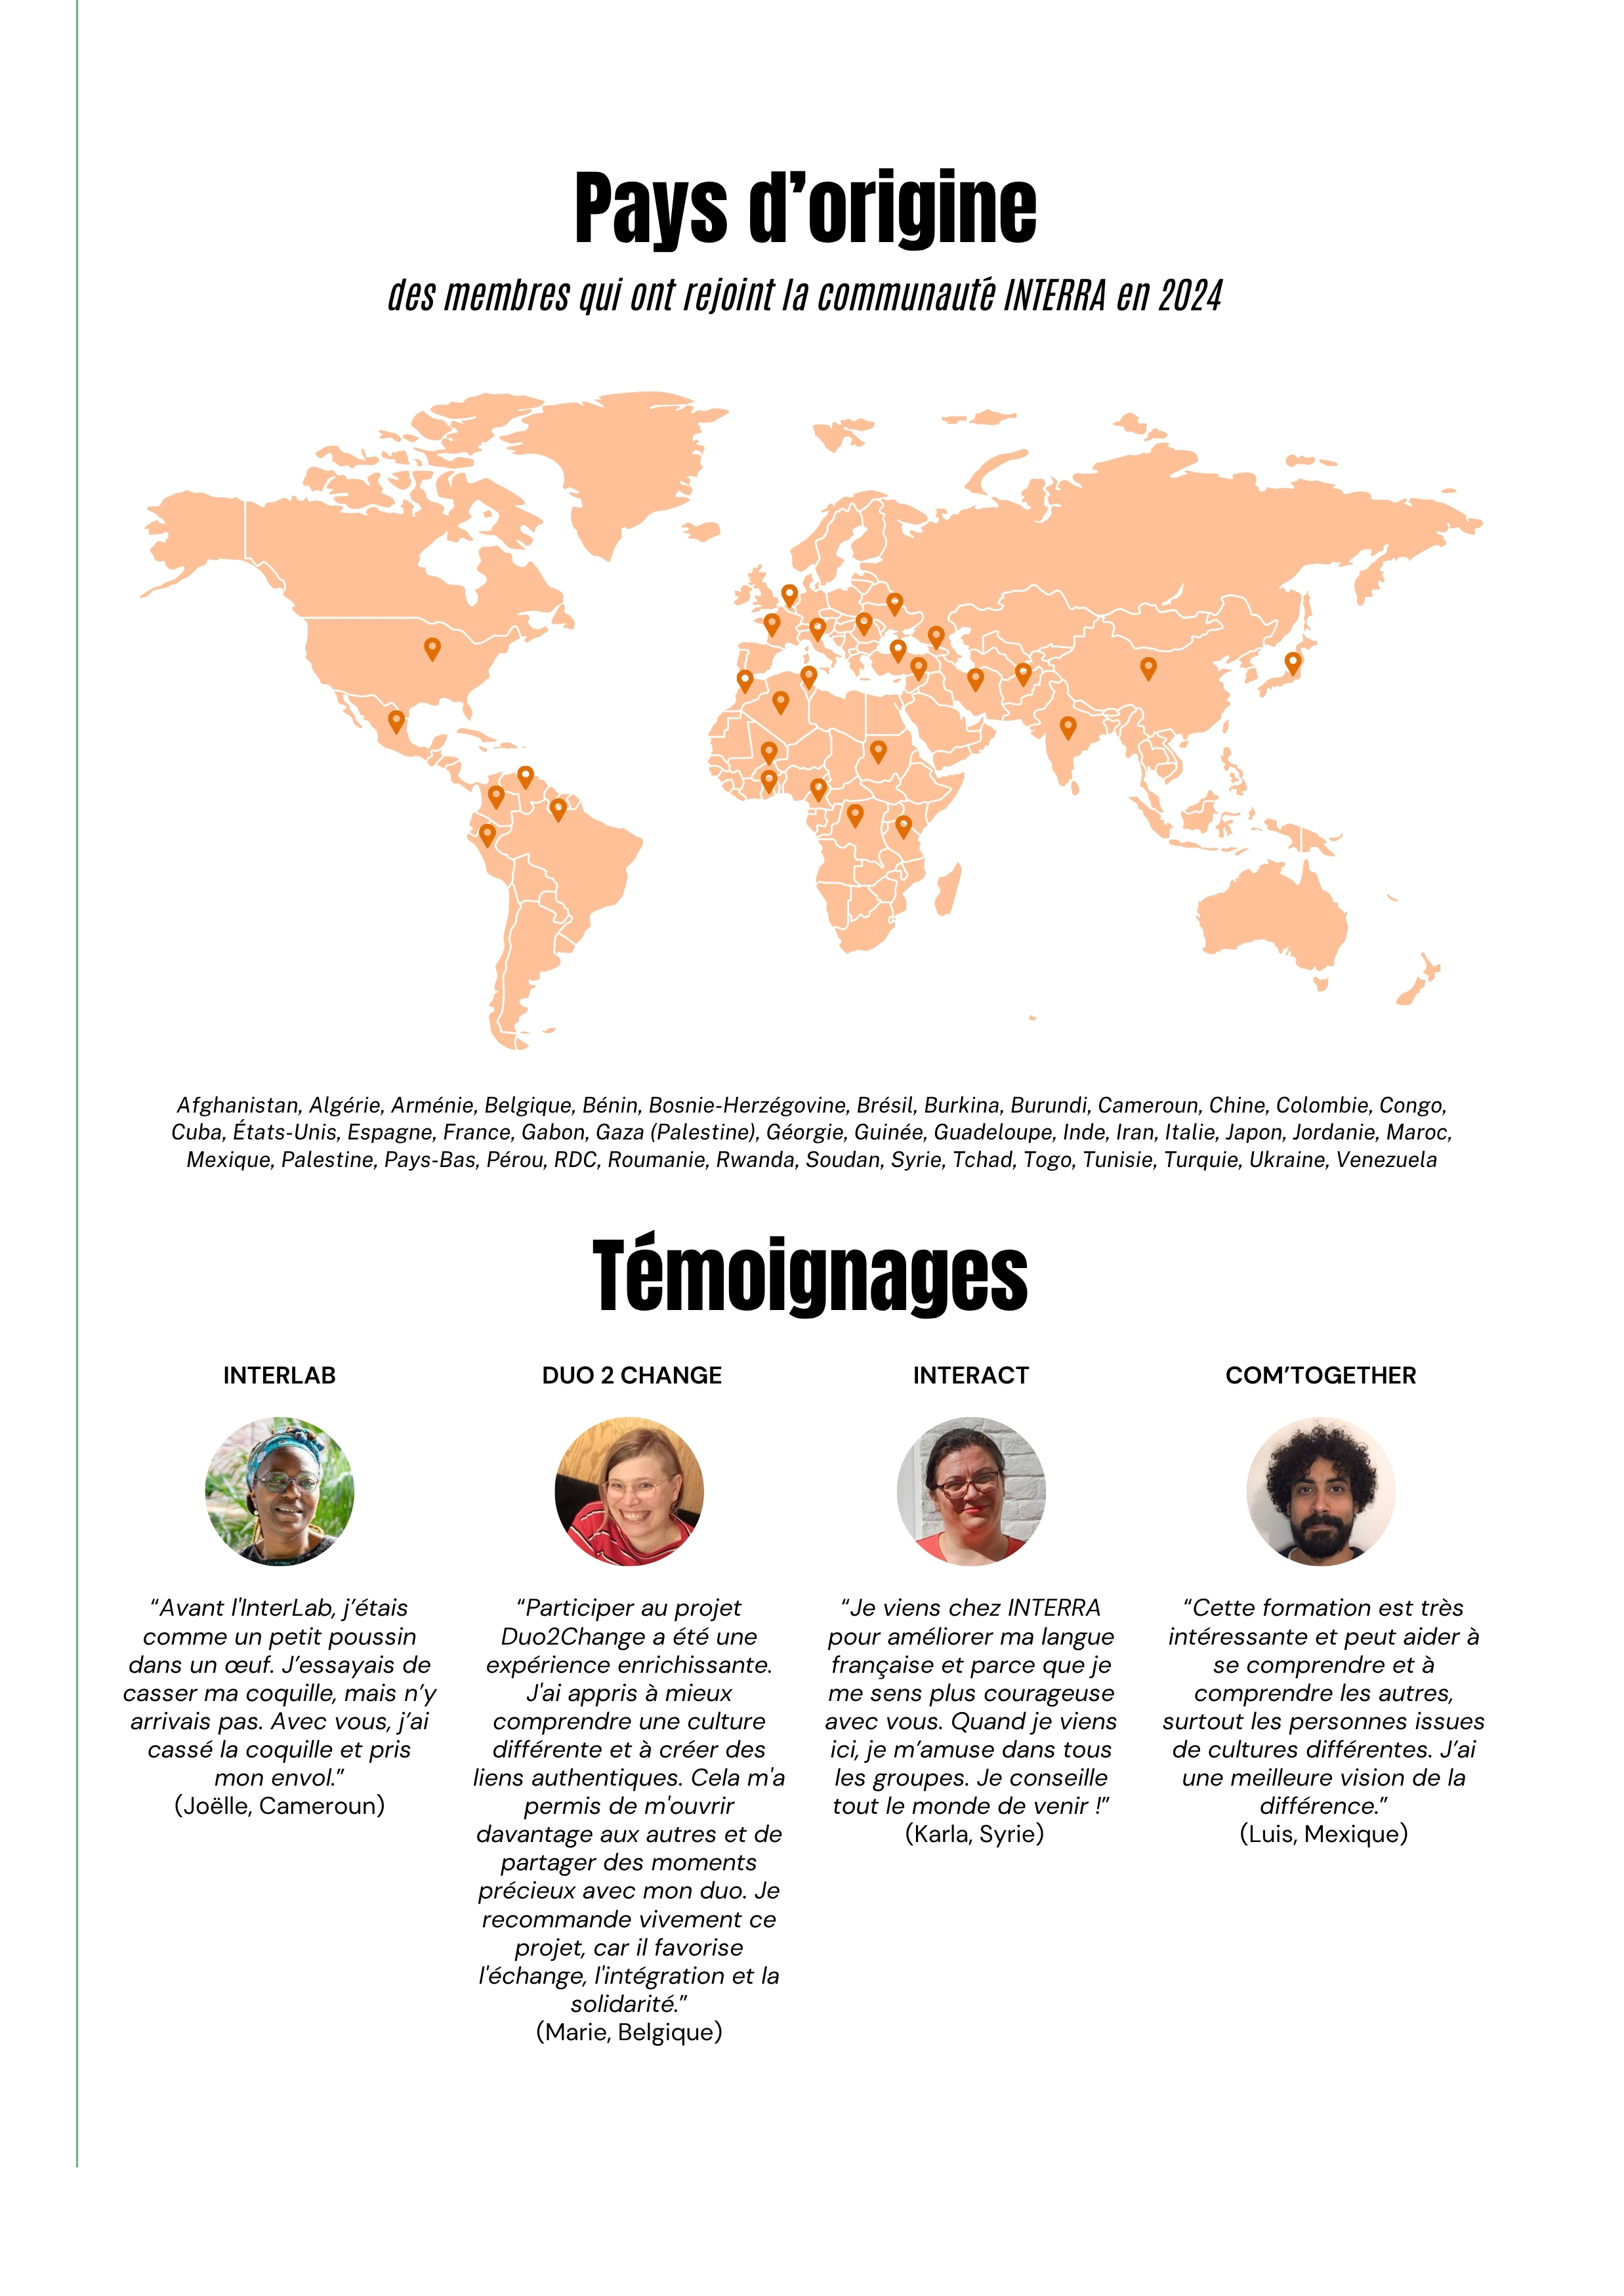 Pays d’origine
des membres qui ont rejoint la communauté INTERRA en 2024
Afghanistan, Algérie, Arménie, Belgique, Bénin, Bosnie-Herzégovine, Brésil, Burkina, Burundi, Cameroun, Chine, Colombie, Congo,
Cuba, États-Unis, Espagne, France, Gabon, Gaza (Palestine), Géorgie, Guinée, Guadeloupe, Inde, Iran, Italie, Japon, Jordanie, Maroc,
Mexique, Palestine, Pays-Bas, Pérou, RDC, Roumanie, Rwanda, Soudan, Syrie, Tchad, Togo, Tunisie, Turquie, Ukraine, Venezuela
Témoignages
INTERLAB
“Avant l'InterLab, j’étais
comme un petit poussin
dans un œuf. J’essayais de
casser ma coquille, mais n’y
arrivais pas. Avec vous, j’ai
cassé la coquille et pris
mon envol.”
(Joëlle, Cameroun)
DUO 2 CHANGE
“Participer au projet
Duo2Change a été une
expérience enrichissante.
J'ai appris à mieux
comprendre une culture
différente et à créer des
liens authentiques. Cela m'a
permis de m'ouvrir
davantage aux autres et de
partager des moments
précieux avec mon duo. Je
recommande vivement ce
projet, car il favorise
l'échange, l'intégration et la
solidarité.”
(Marie, Belgique)
INTERACT
“Je viens chez INTERRA
pour améliorer ma langue
française et parce que je
me sens plus courageuse
avec vous. Quand je viens
ici, je m’amuse dans tous
les groupes. Je conseille
tout le monde de venir !”
(Karla, Syrie)
COM’TOGETHER
“Cette formation est très
intéressante et peut aider à
se comprendre et à
comprendre les autres,
surtout les personnes issues
de cultures différentes. J’ai
une meilleure vision de la
différence.”
(Luis, Mexique)